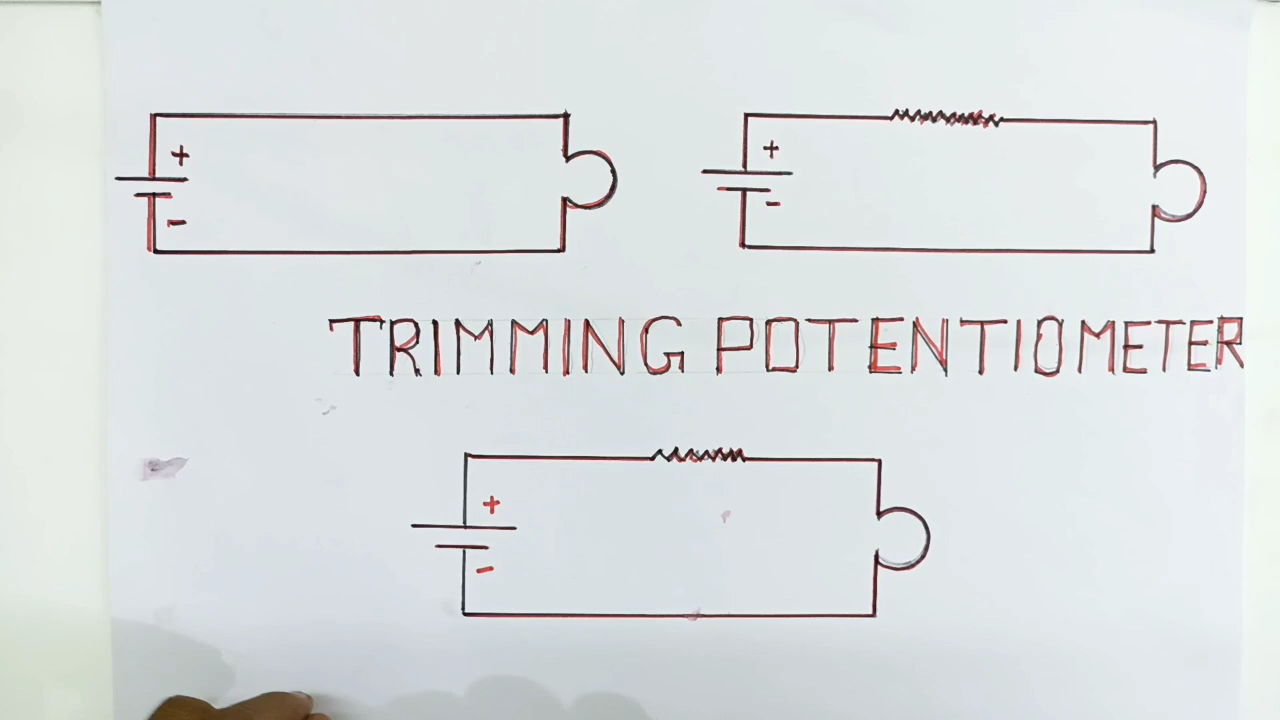 + +
- -
TRIMMING POTENTIOMETER
+
-